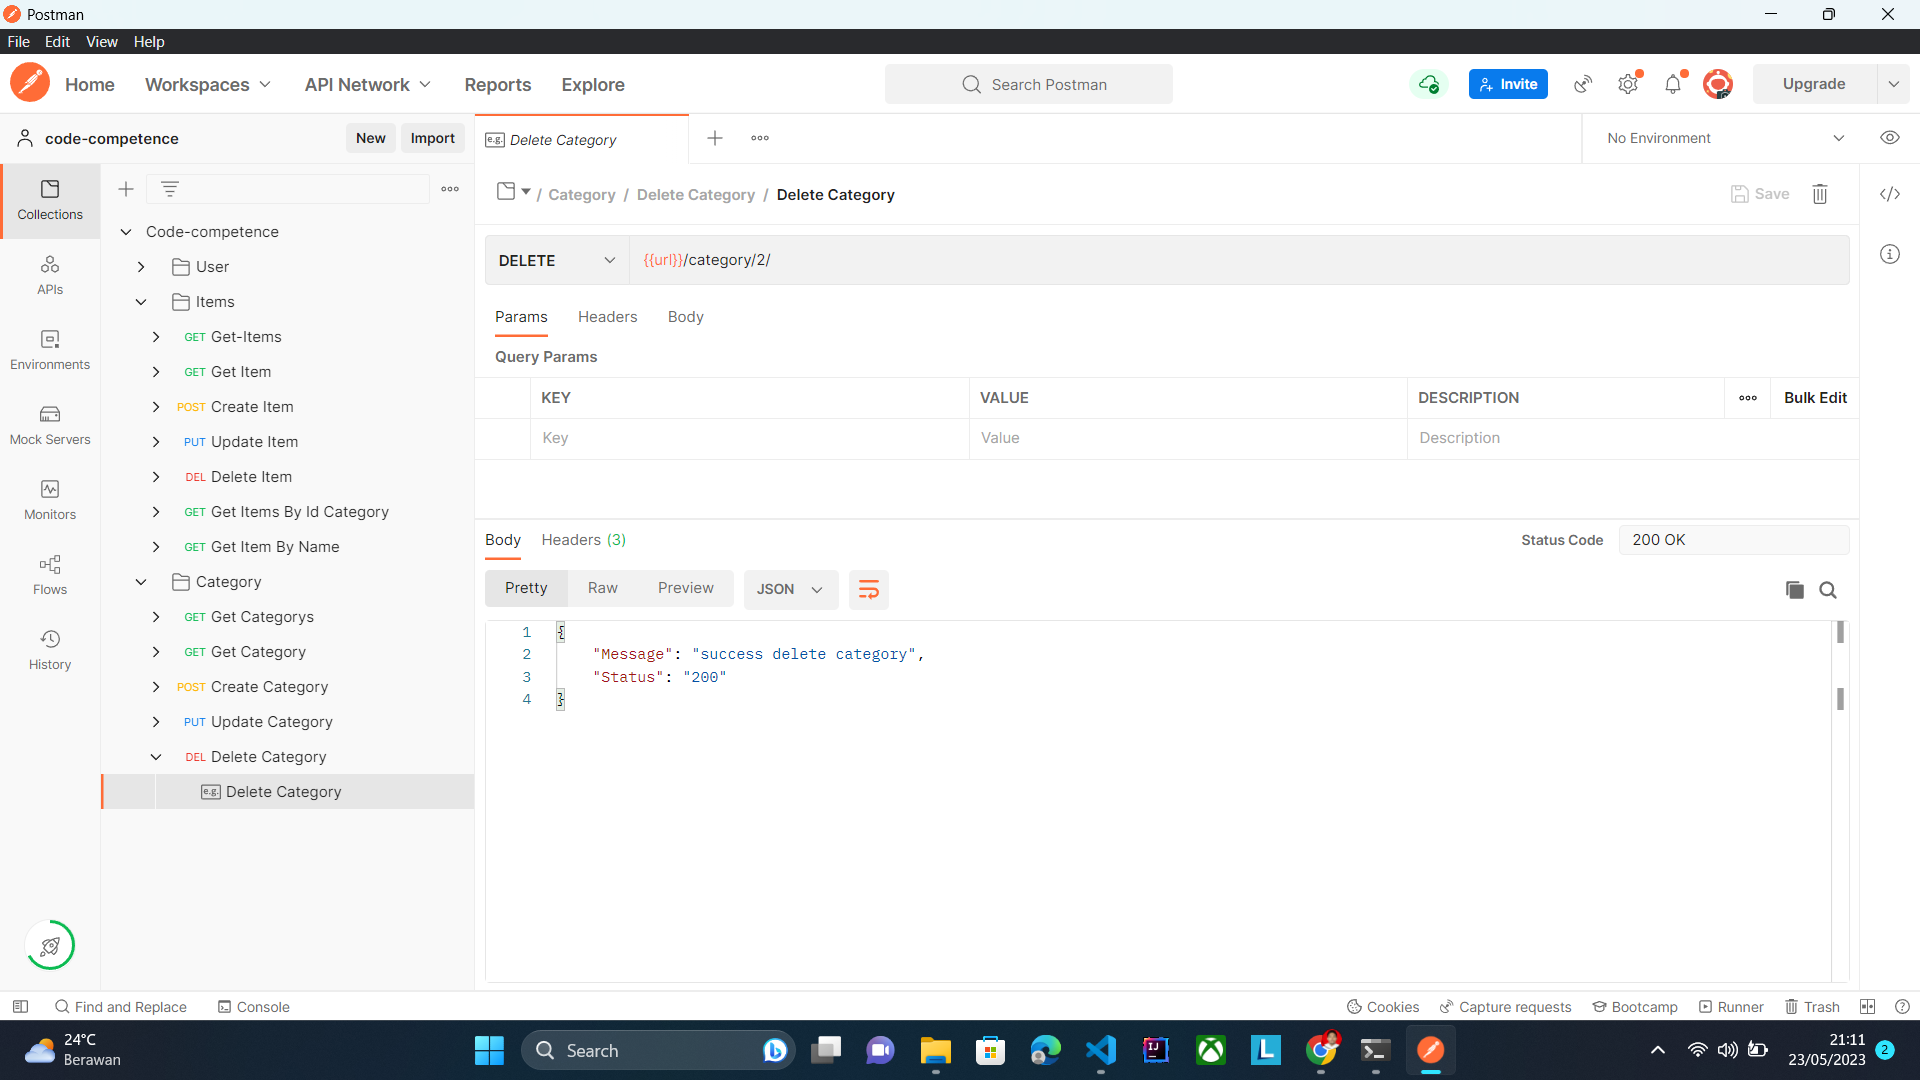 Postman
File Edit View Help
Home Workspaces API Network Reports Explore
Search Postman
Invite
Upgrade
code-competence
New Import
Delete Category
No Environment
Collections
APIs
Environments
Mock Servers
Monitors
Flows
History
Code-competence
User
Items
GET Get-Items
GET Get Item
POST Create Item
PUT Update Item
DEL Delete Item
GET Get Items By Id Category
GET Get Item By Name
Category
GET Get Categorys
GET Get Category
POST Create Category
PUT Update Category
DEL Delete Category
e.g. Delete Category
/ Category / Delete Category / Delete Category
Save
DELETE {{url}}/category/2/
Params Headers Body
Query Params
KEY VALUE DESCRIPTION Bulk Edit
Key Value Description
Body Headers (3)
Status Code 200 OK
Pretty Raw Preview JSON
1 {
2 "Message": "success delete category",
3 "Status": "200"
4 }
Find and Replace Console
Cookies Capture requests Bootcamp Runner Trash
24°C
Berawan
Search
21:11
23/05/2023
2